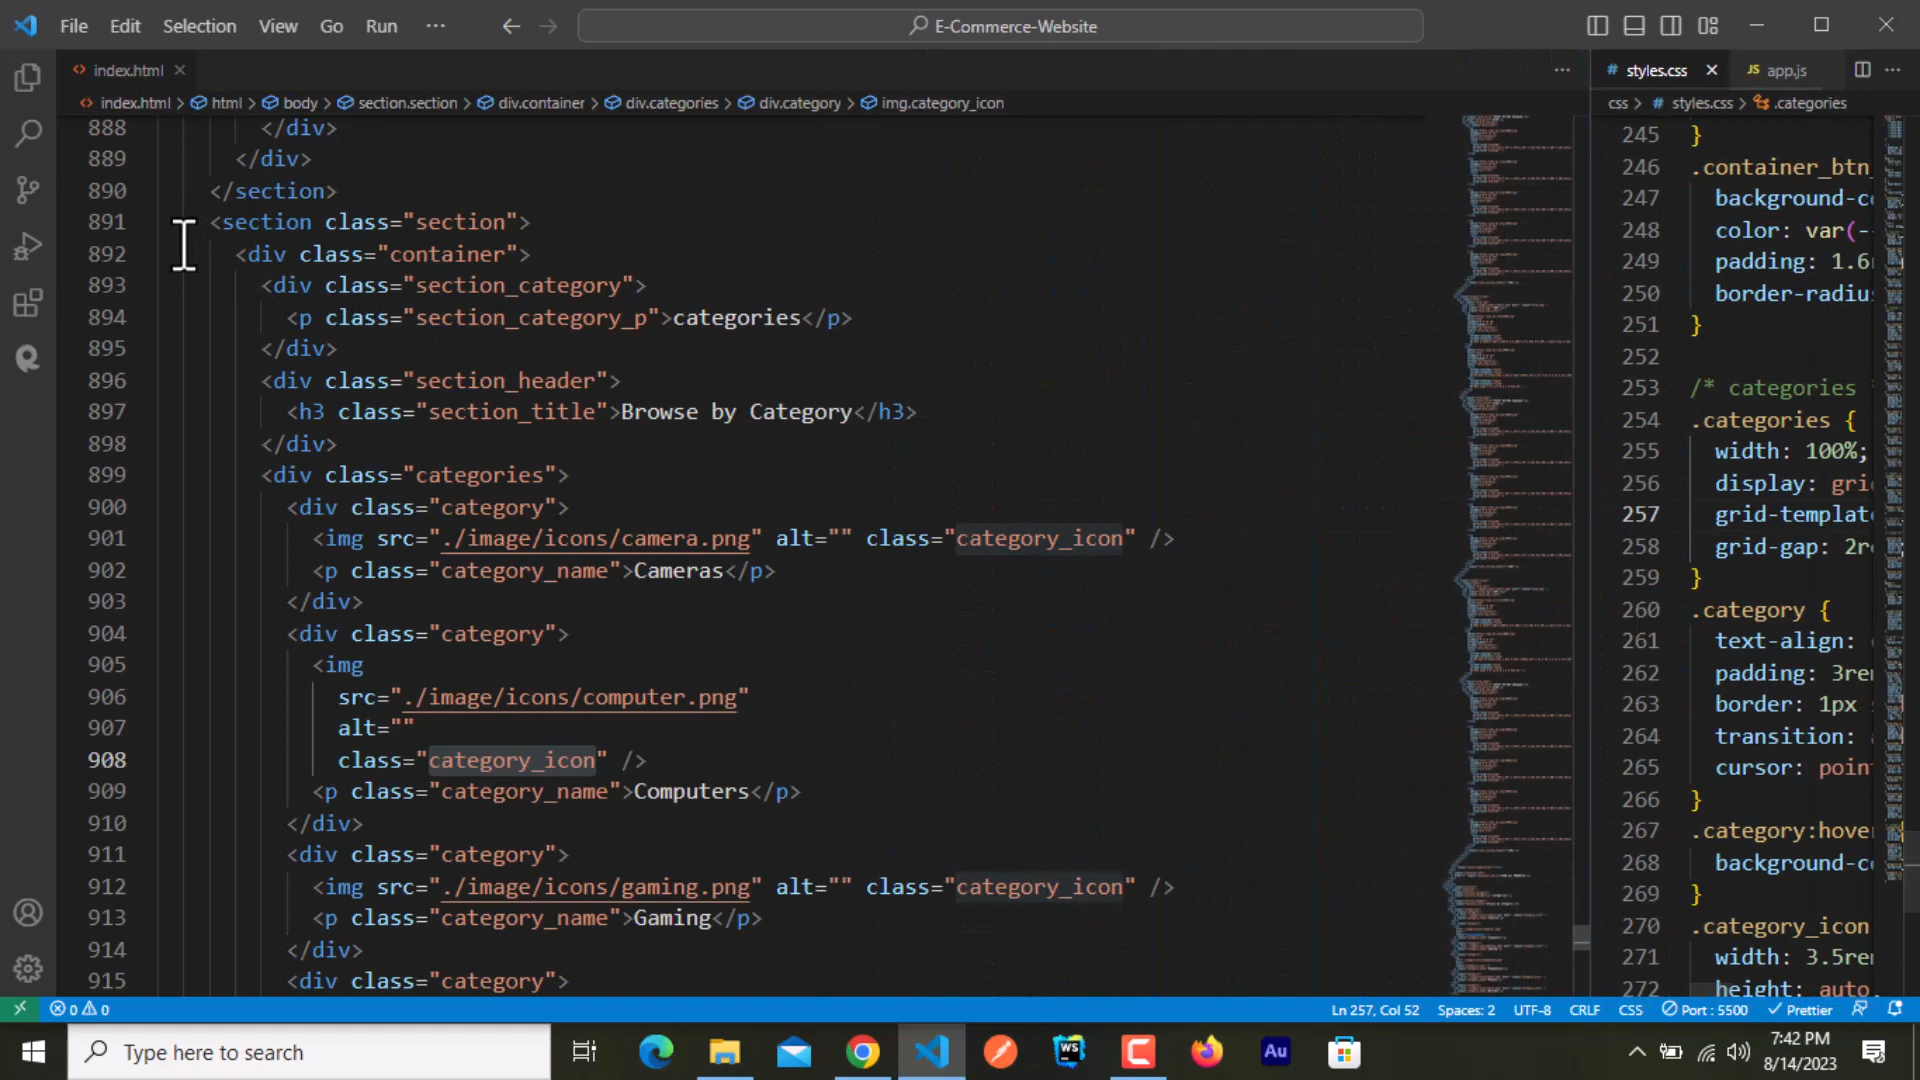 File Edit Selection View Go Run ··· E-Commerce-Website
index.html
index.html > html > body > section.section > div.container > div.categories > div.category > img.category_icon
888 </div>
889 </div>
890 </section>
891 <section class="section">
892 <div class="container">
893 <div class="section_category">
894 <p class="section_category_p">categories</p>
895 </div>
896 <div class="section_header">
897 <h3 class="section_title">Browse by Category</h3>
898 </div>
899 <div class="categories">
900 <div class="category">
901 <img src="./image/icons/camera.png" alt="" class="category_icon" />
902 <p class="category_name">Cameras</p>
903 </div>
904 <div class="category">
905 <img
906 src="./image/icons/computer.png"
907 alt=""
908 class="category_icon" />
909 <p class="category_name">Computers</p>
910 </div>
911 <div class="category">
912 <img src="./image/icons/gaming.png" alt="" class="category_icon" />
913 <p class="category_name">Gaming</p>
914 </div>
915 <div class="category">
# styles.css JS app.js
css > # styles.css > .categories
245 }
246 .container_btn_
247 background-c
248 color: var(--
249 padding: 1.6
250 border-radiu
251 }
252
253 /* categories *
254 .categories {
255 width: 100%;
256 display: gri
257 grid-templat
258 grid-gap: 2r
259 }
260 .category {
261 text-align:
262 padding: 3re
263 border: 1px
264 transition:
265 cursor: poin
266 }
267 .category:hover
268 background-c
269 }
270 .category_icon
271 width: 3.5re
272 height: auto
0 0 Ln 257, Col 52 Spaces: 2 UTF-8 CRLF CSS Port : 5500 Prettier
Type here to search WS Au 7:42 PM
8/14/2023